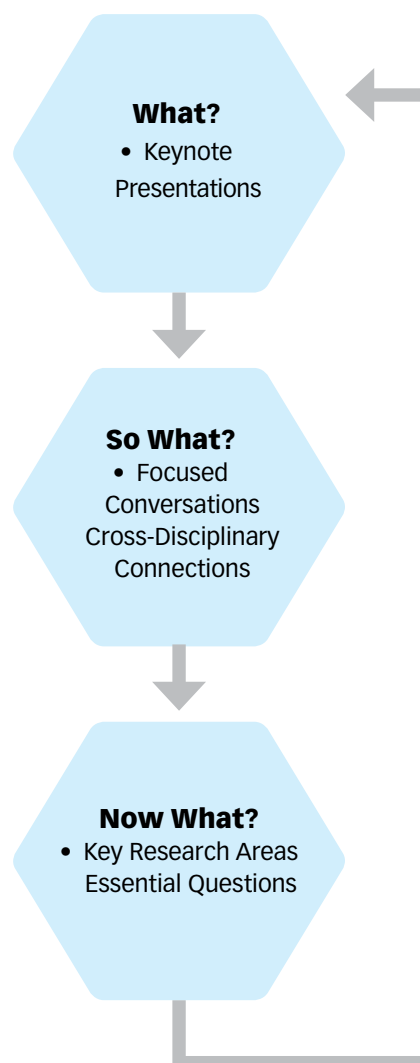 What?
• Keynote
Presentations
So What?
• Focused
Conversations
Cross-Disciplinary
Connections
Now What?
• Key Research Areas
Essential Questions